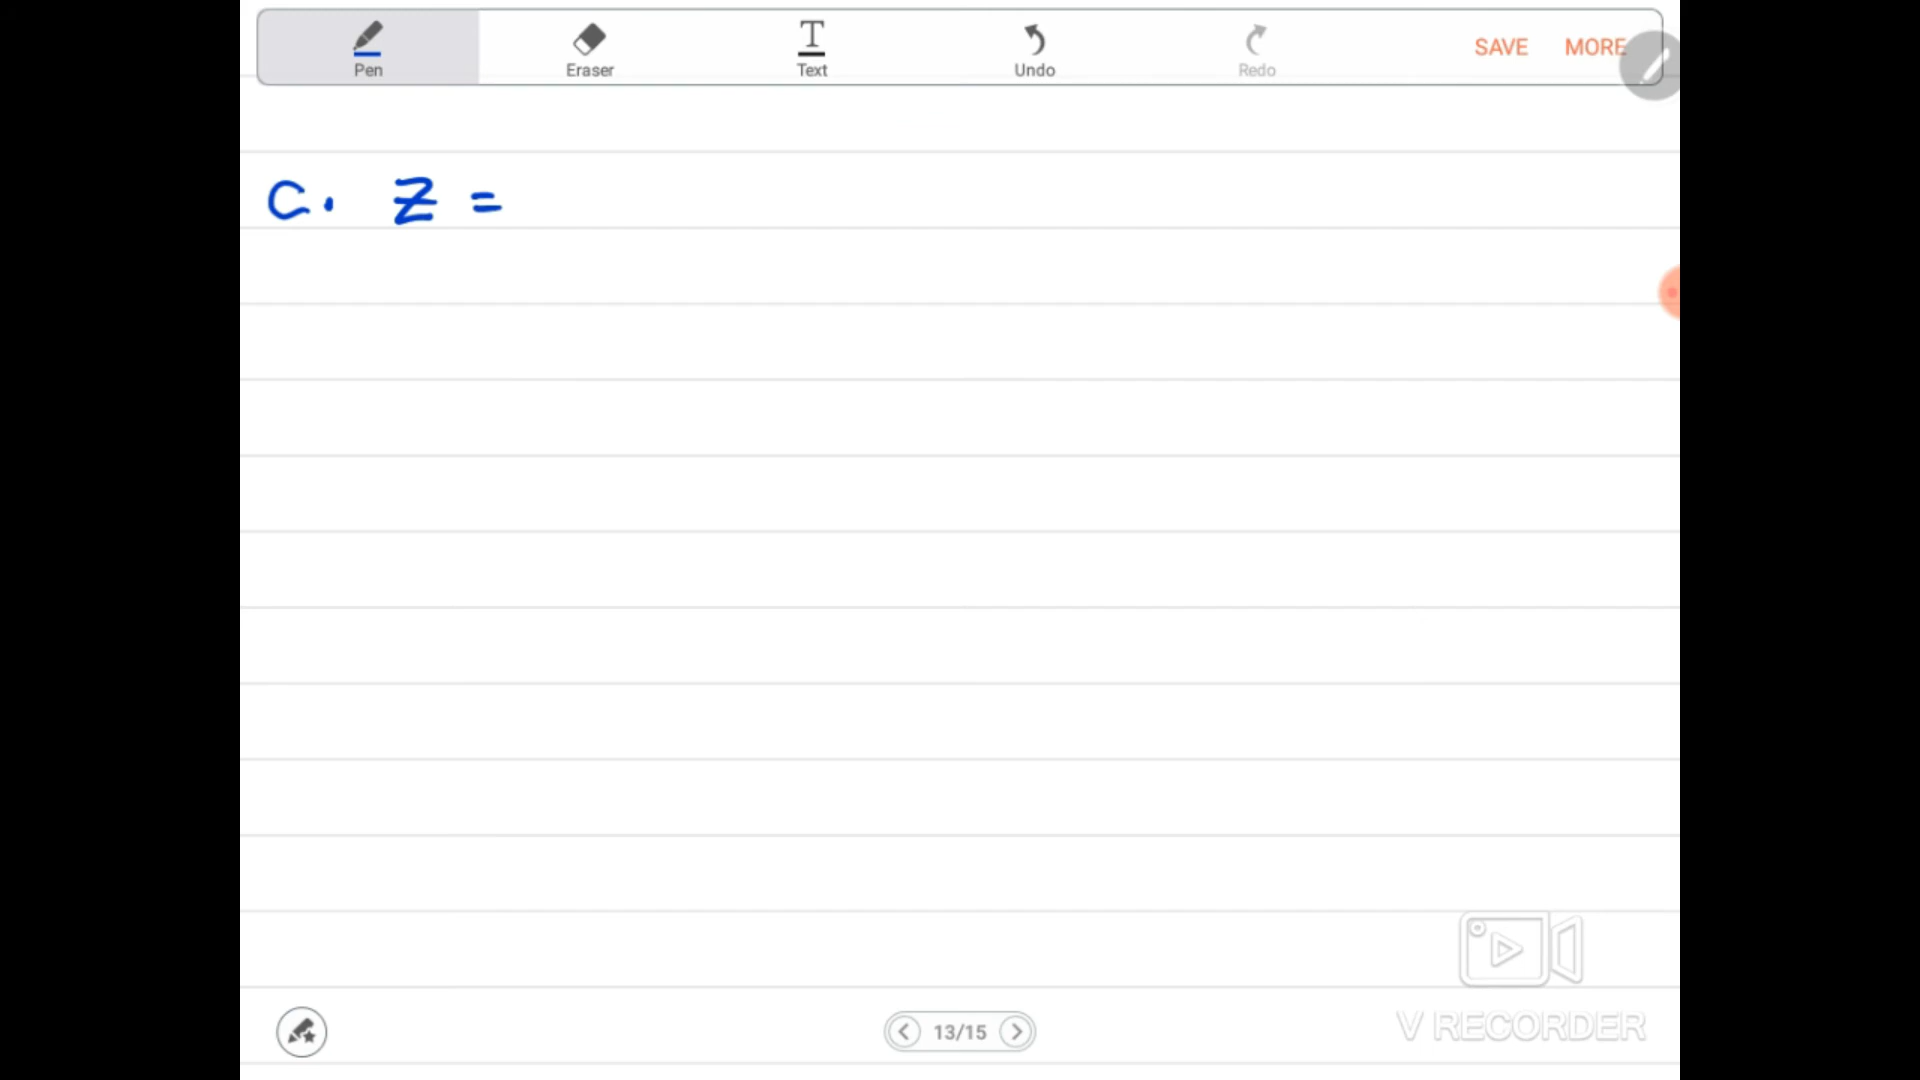 Pen Eraser Text Undo Redo SAVE MORE
C. Z =
13/15
V RECORDER